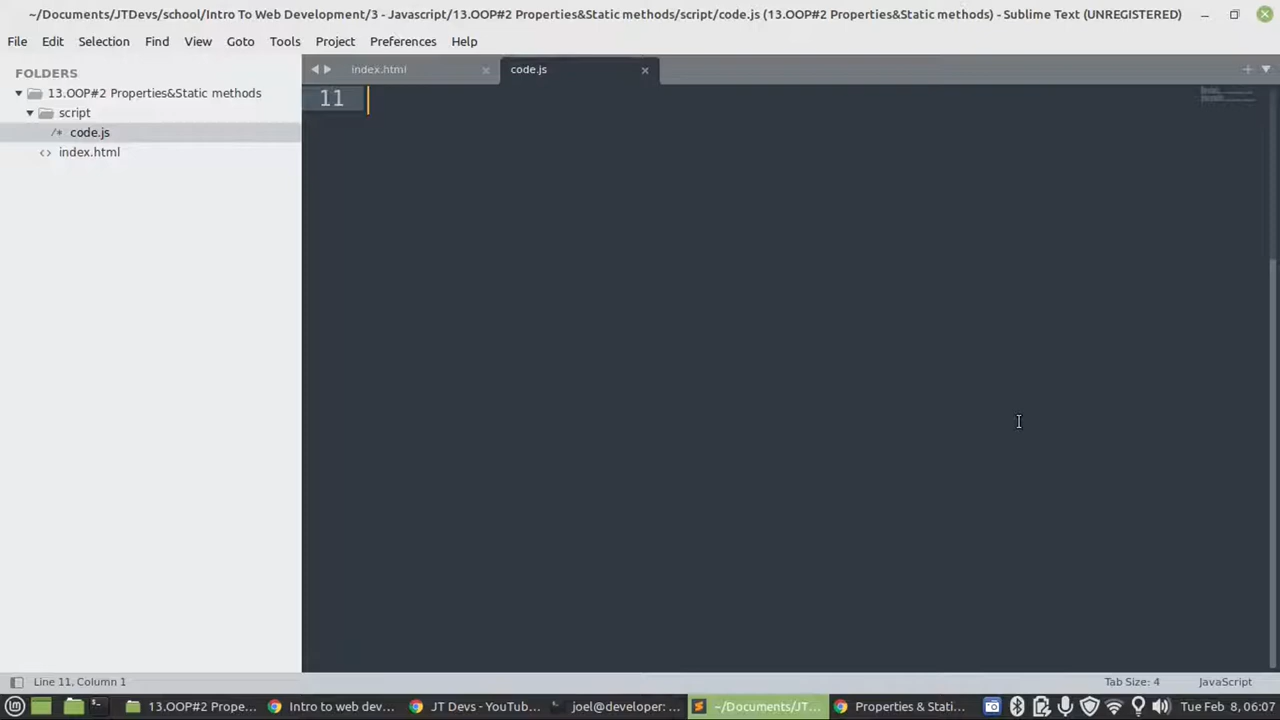 ~/Documents/JTDevs/school/Intro To Web Development/3 - Javascript/13.OOP#2 Properties&Static methods/script/code.js (13.OOP#2 Properties&Static methods) - Sublime Text (UNREGISTERED)
File Edit Selection Find View Goto Tools Project Preferences Help
FOLDERS
13.OOP#2 Properties&Static methods
script
/* code.js
<> index.html
index.html
code.js
11
Line 11, Column 1
Tab Size: 4
JavaScript
13.OOP#2 Prope...
Intro to web dev...
JT Devs - YouTub...
joel@developer: ...
~/Documents/JT...
Properties & Stati...
Tue Feb 8, 06:07